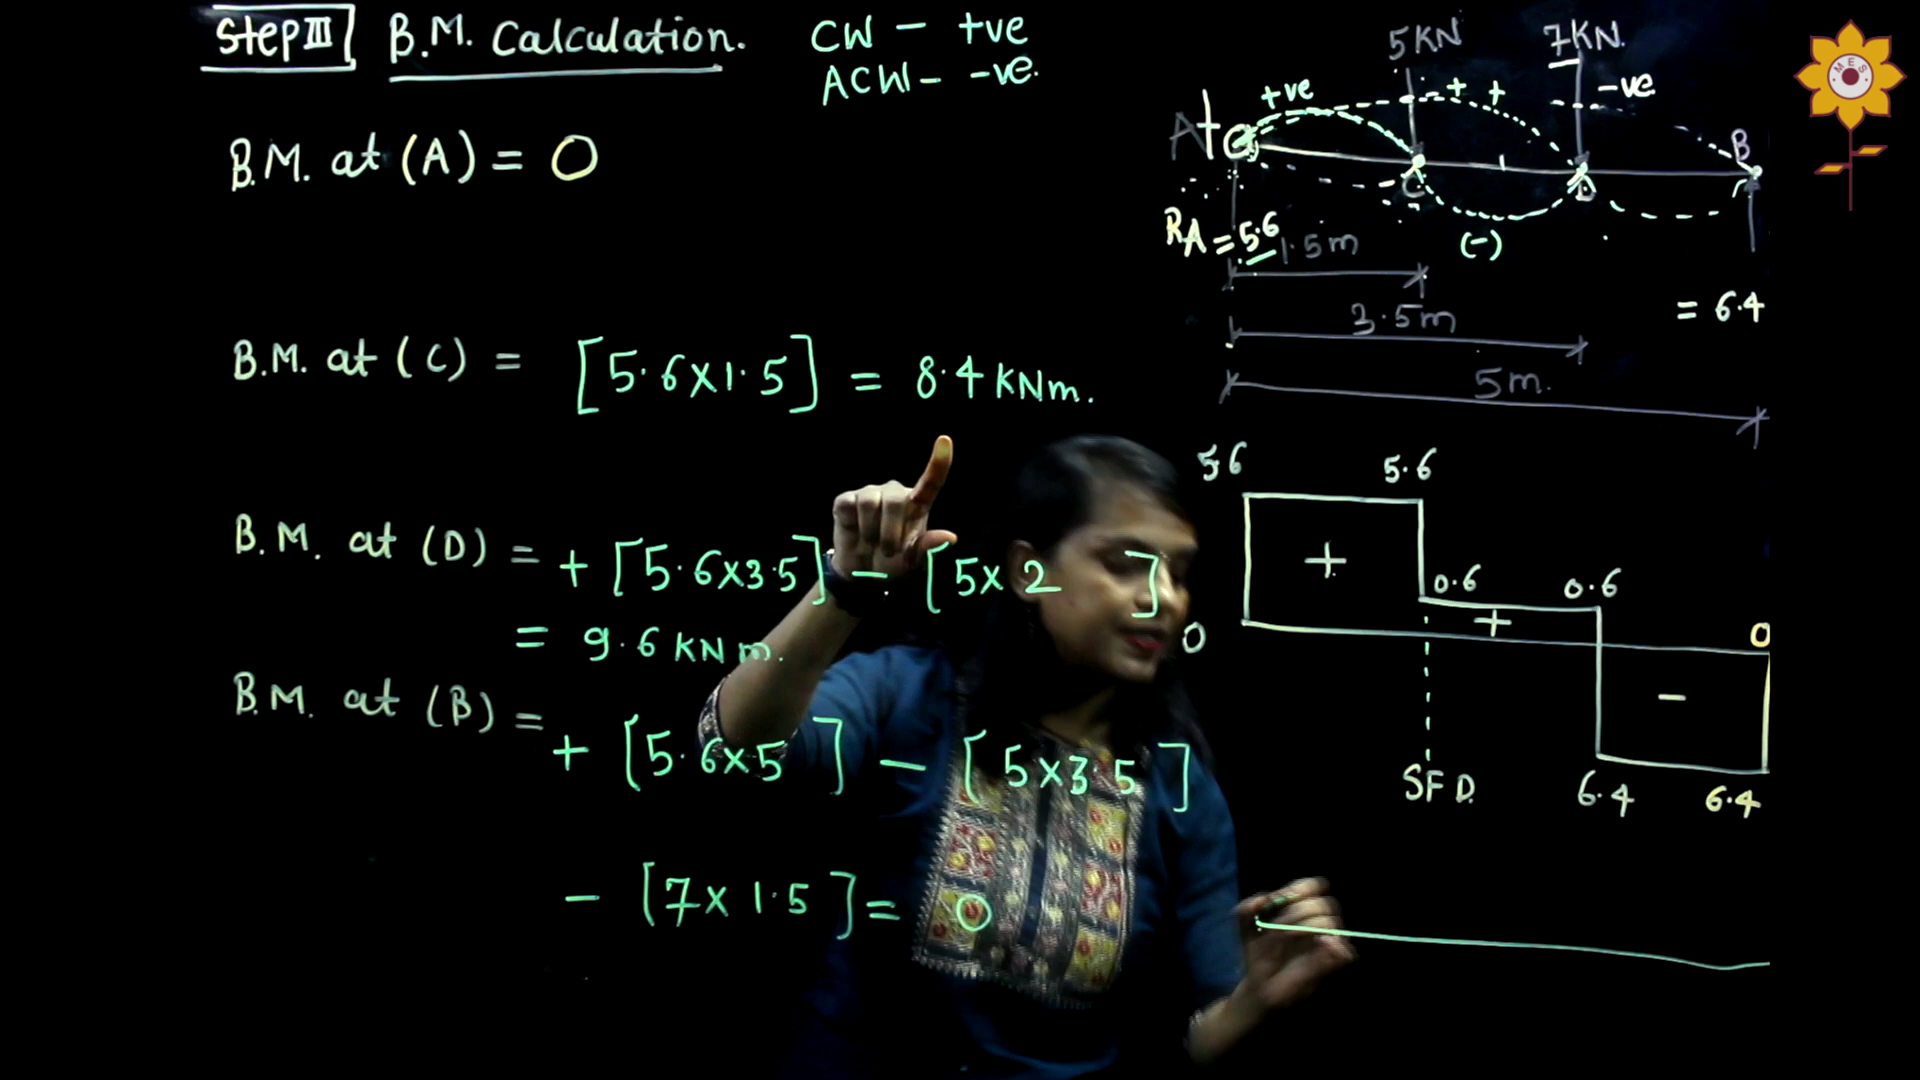 Step III B.M. Calculation.
CW - +ve
ACW - -ve.
B.M. at (A) = 0
B.M. at (C) = [5.6x1.5] = 8.4 KNm.
B.M. at (D) = + [5.6x3.5] - [5x 2 ]
= 9.6 KNm.
B.M. at (B) = + [5.6x5 ] - [ 5x3.5 ]
- [7x 1.5 ] = 0
5KN 7KN.
+ve + + -ve
A C D B
RA = 5.6
(-)
1.5m
= 6.4
3.5m
5m.
5.6 5.6
+ 0.6 0.6
0 + 0
-
SFD. 6.4 6.4
MES